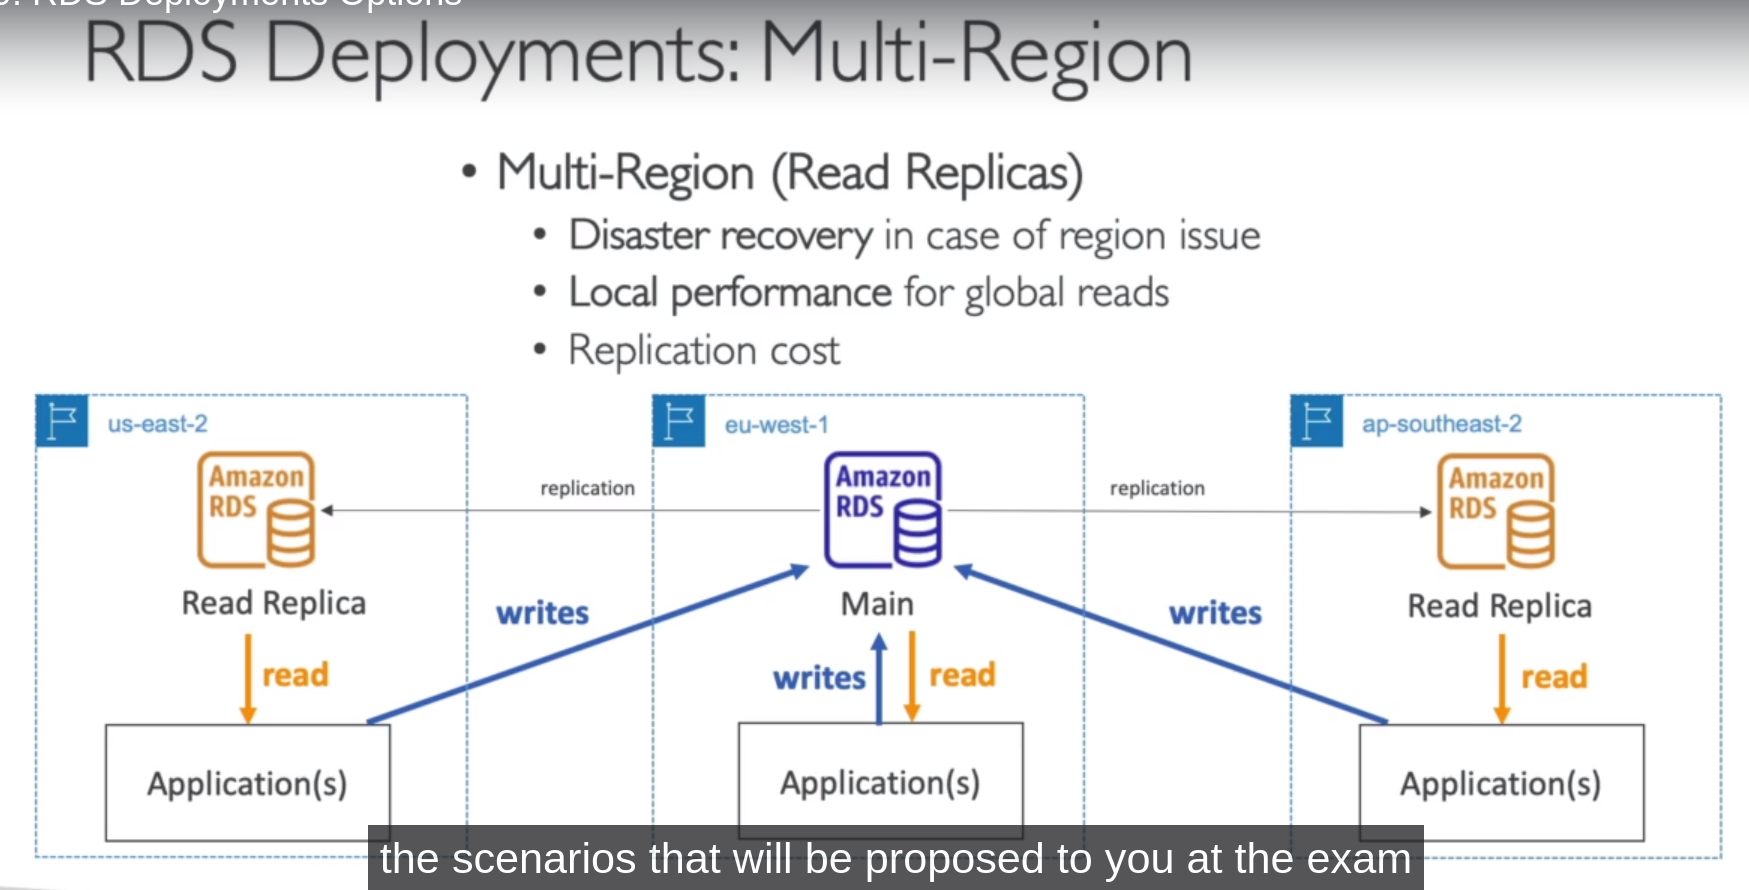 RDS Deployments Options
RDS Deployments: Multi-Region
• Multi-Region (Read Replicas)
• Disaster recovery in case of region issue
• Local performance for global reads
• Replication cost
us-east-2
eu-west-1
ap-southeast-2
Amazon
RDS
replication
Amazon
RDS
replication
Amazon
RDS
Read Replica
writes
Main
writes
Read Replica
read
writes
read
read
Application(s)
Application(s)
Application(s)
the scenarios that will be proposed to you at the exam